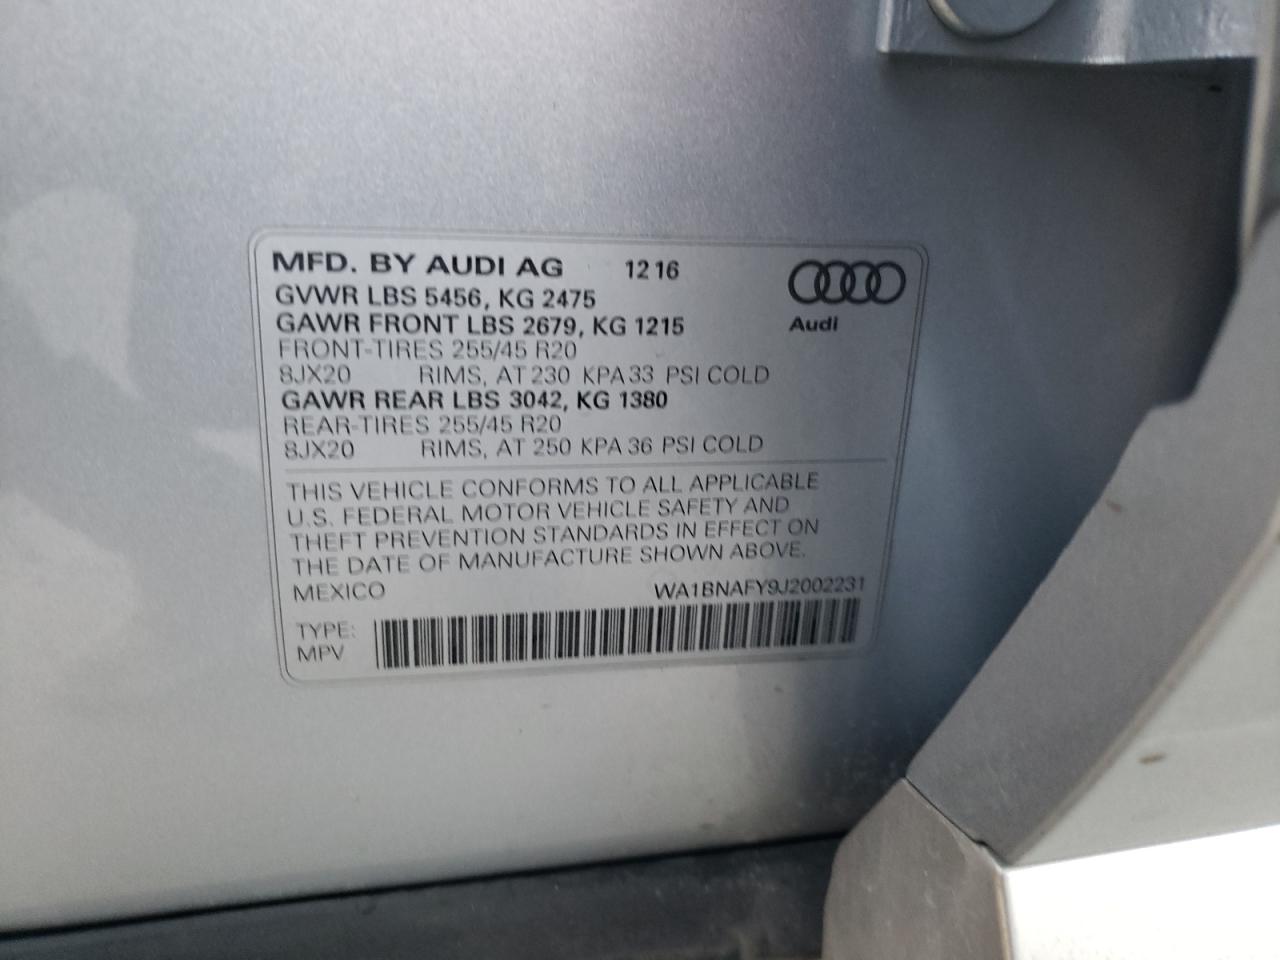 MFD. BY AUDI AG 12 16
GVWR LBS 5456, KG 2475
GAWR FRONT LBS 2679, KG 1215
Audi
FRONT-TIRES 255/45 R20
8JX20 RIMS, AT 230 KPA 33 PSI COLD
GAWR REAR LBS 3042, KG 1380
REAR-TIRES 255/45 R20
8JX20 RIMS, AT 250 KPA 36 PSI COLD
THIS VEHICLE CONFORMS TO ALL APPLICABLE
U.S. FEDERAL MOTOR VEHICLE SAFETY AND
THEFT PREVENTION STANDARDS IN EFFECT ON
THE DATE OF MANUFACTURE SHOWN ABOVE.
MEXICO WA1BNAFY9J2002231
TYPE:
MPV